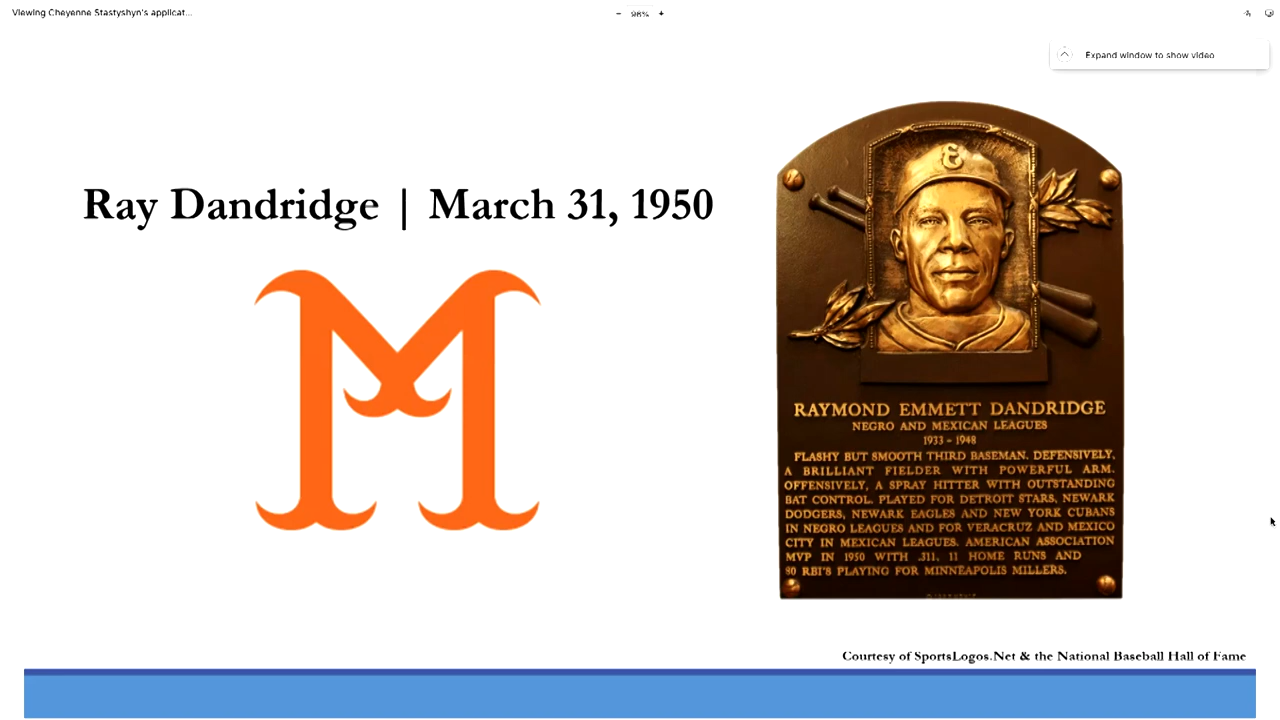 Viewing Cheyenne Stastyshyn's applicat...
− 96% +
Expand window to show video
Ray Dandridge | March 31, 1950
M
E
RAYMOND EMMETT DANDRIDGE
NEGRO AND MEXICAN LEAGUES
1933 – 1948
FLASHY BUT SMOOTH THIRD BASEMAN. DEFENSIVELY,
A BRILLIANT FIELDER WITH POWERFUL ARM.
OFFENSIVELY, A SPRAY HITTER WITH OUTSTANDING
BAT CONTROL. PLAYED FOR DETROIT STARS, NEWARK
DODGERS, NEWARK EAGLES AND NEW YORK CUBANS
IN NEGRO LEAGUES AND FOR VERACRUZ AND MEXICO
CITY IN MEXICAN LEAGUES. AMERICAN ASSOCIATION
MVP IN 1950 WITH .311, 11 HOME RUNS AND
80 RBI'S PLAYING FOR MINNEAPOLIS MILLERS.
Courtesy of SportsLogos.Net & the National Baseball Hall of Fame